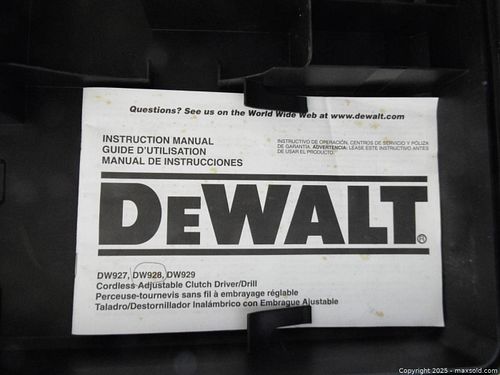 Questions? See us on the World Wide Web at www.dewalt.com
INSTRUCTION MANUAL
GUIDE D'UTILISATION
MANUAL DE INSTRUCCIONES
INSTRUCTIVO DE OPERACIÓN, CENTROS DE SERVICIO Y PÓLIZA
DE GARANTÍA. ADVERTENCIA: LÉASE ESTE INSTRUCTIVO ANTES
DE USAR EL PRODUCTO.
DEWALT®
DW927, DW928, DW929
Cordless Adjustable Clutch Driver/Drill
Perceuse-tournevis sans fil à embrayage réglable
Taladro/Destornillador Inalámbrico con Embrague Ajustable
Copyright © 2025 - maxsold.com